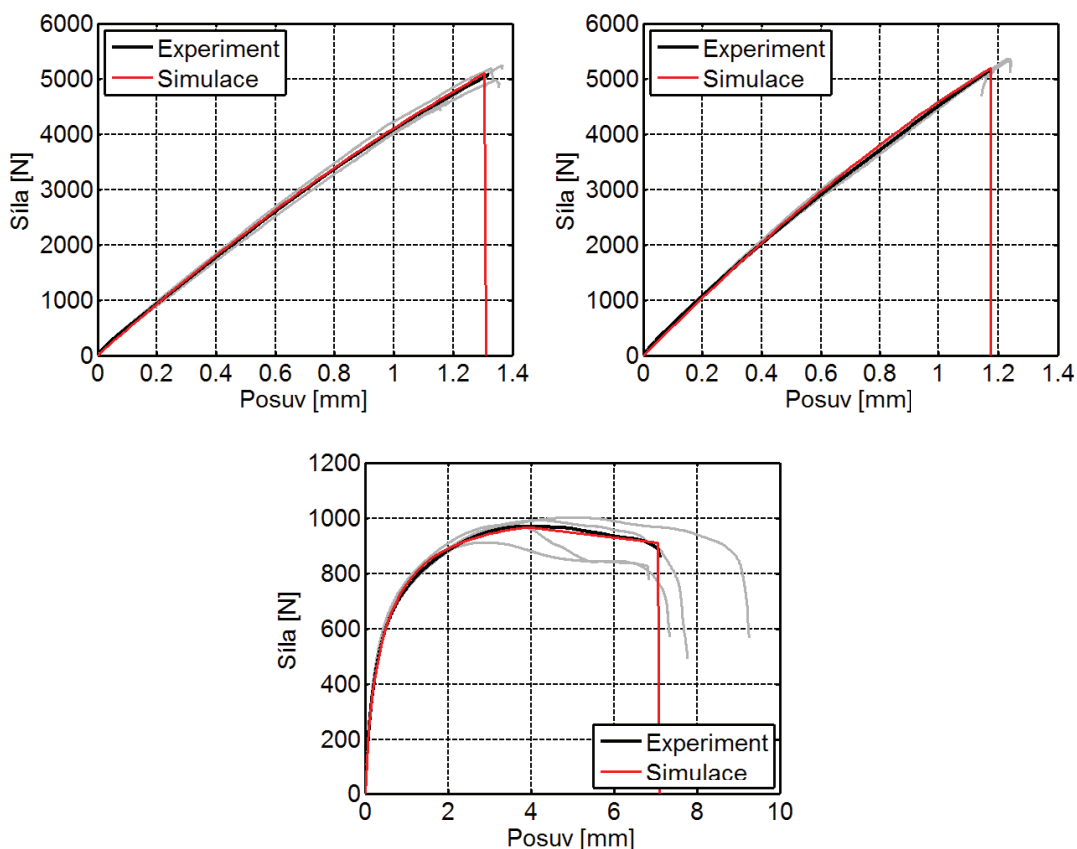 6000
5000
4000
3000
2000
1000
0
Síla [N]
Experiment
Simulace
0 0.2 0.4 0.6 0.8 1 1.2 1.4
Posuv [mm]
6000
5000
4000
3000
2000
1000
0
Síla [N]
Experiment
Simulace
0 0.2 0.4 0.6 0.8 1 1.2 1.4
Posuv [mm]
1200
1000
800
600
400
200
0
Síla [N]
Experiment
Simulace
0 2 4 6 8 10
Posuv [mm]